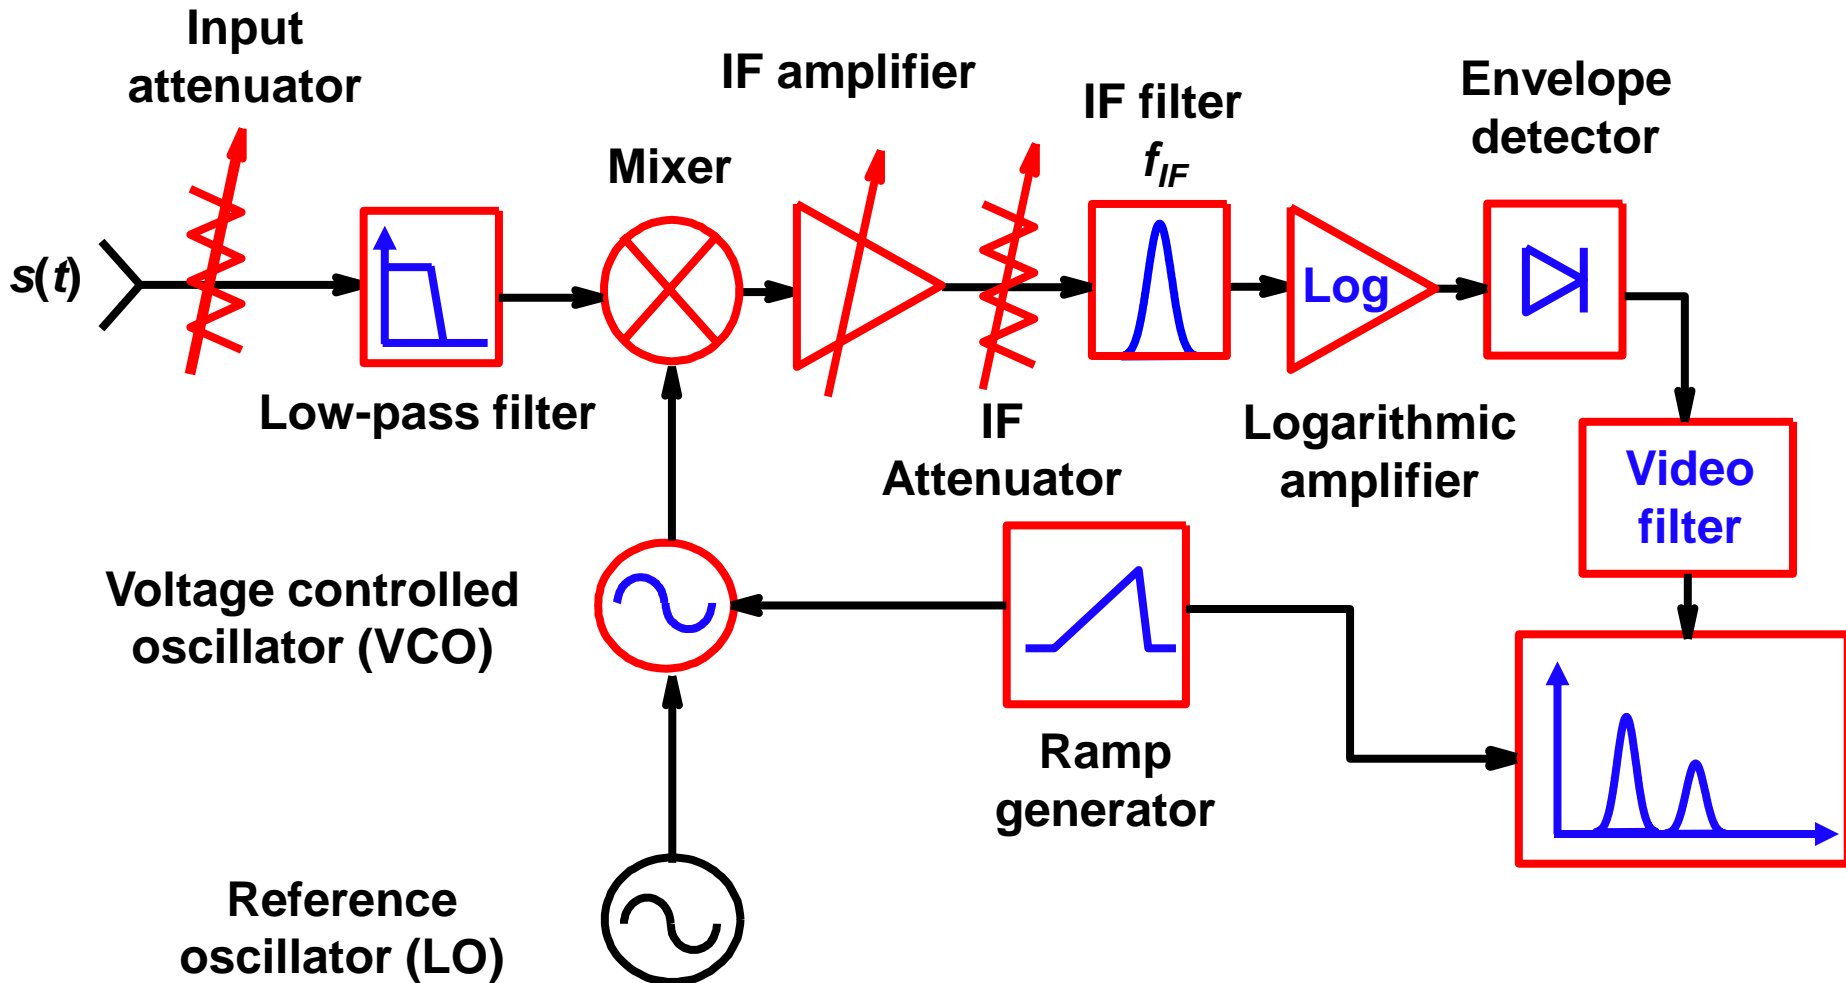 Input
attenuator
IF amplifier
IF filter
f_IF
Envelope
detector
Mixer
s(t)
Log
Low-pass filter
IF
Attenuator
Logarithmic
amplifier
Video
filter
Voltage controlled
oscillator (VCO)
Ramp
generator
Reference
oscillator (LO)